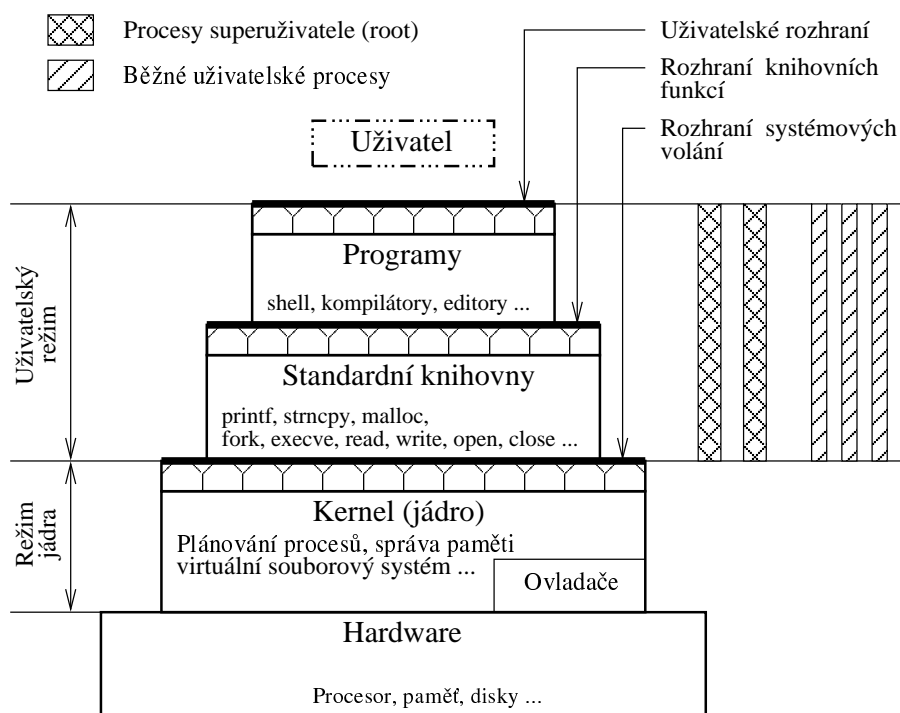 Procesy superuživatele (root)
Běžné uživatelské procesy
Uživatelské rozhraní
Rozhraní knihovních
funkcí
Rozhraní systémových
volání
Uživatel
Uživatelský
režim
Programy
shell, kompilátory, editory ...
Standardní knihovny
printf, strncpy, malloc,
fork, execve, read, write, open, close ...
Režim
jádra
Kernel (jádro)
Plánování procesů, správa paměti
virtuální souborový systém ...
Ovladače
Hardware
Procesor, paměť, disky ...